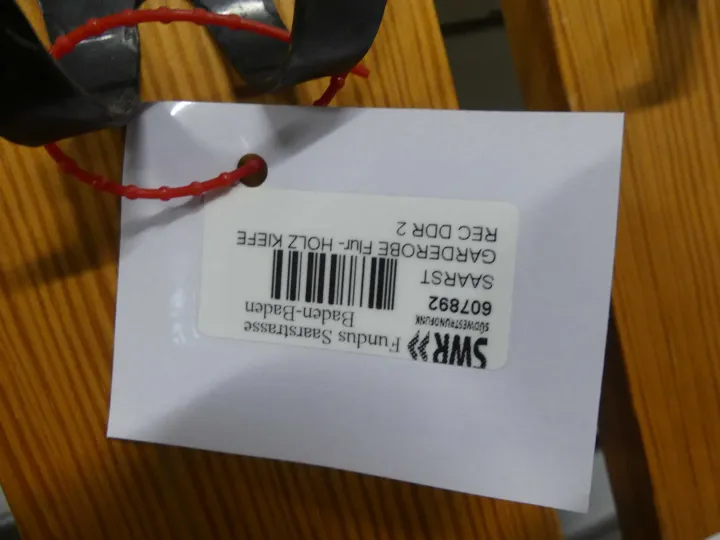 SWR Fundus Saarstrasse
SÜDWESTRUNDFUNK Baden-Baden
607892
SAARST
GARDEROBE Flur- HOLZ KIEFE
REC DDR 2